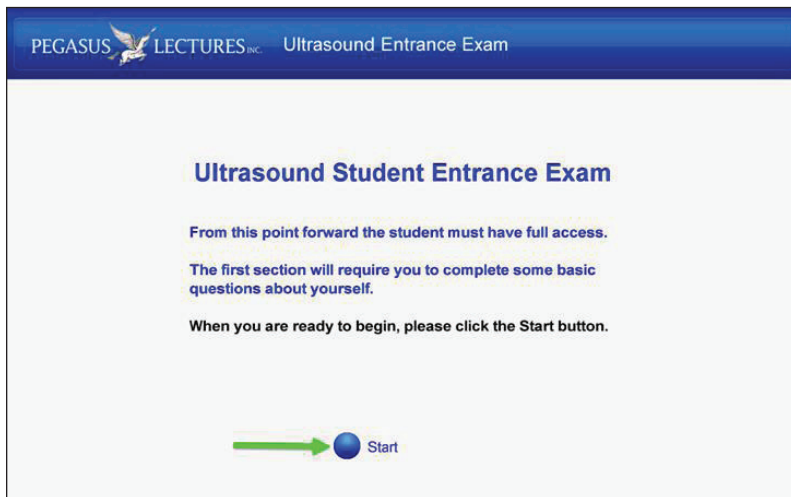 PEGASUS LECTURES INC. Ultrasound Entrance Exam
Ultrasound Student Entrance Exam
From this point forward the student must have full access.
The first section will require you to complete some basic
questions about yourself.
When you are ready to begin, please click the Start button.
Start